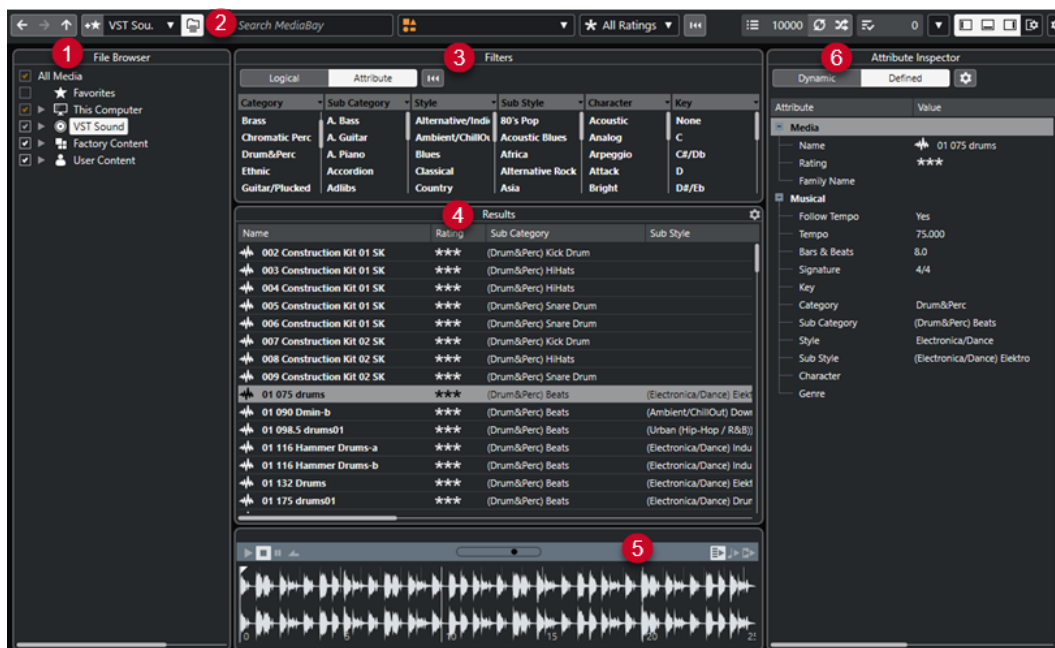 VST Sou.
2
Search MediaBay
All Ratings
10000
0
1
File Browser
All Media
Favorites
This Computer
VST Sound
Factory Content
User Content
3
Filters
Logical Attribute
Category Sub Category Style Sub Style Character Key
Brass A. Bass Alternative/Indi 80's Pop Acoustic None
Chromatic Perc A. Guitar Ambient/ChillOu Acoustic Blues Analog C
Drum&Perc A. Piano Blues Africa Arpeggio C#/Db
Ethnic Accordion Classical Alternative Rock Attack D
Guitar/Plucked Adlibs Country Asia Bright D#/Eb
4
Results
Name Rating Sub Category Sub Style
002 Construction Kit 01 SK *** (Drum&Perc) Kick Drum
003 Construction Kit 01 SK *** (Drum&Perc) HiHats
004 Construction Kit 01 SK *** (Drum&Perc) HiHats
005 Construction Kit 01 SK *** (Drum&Perc) Snare Drum
006 Construction Kit 01 SK *** (Drum&Perc) Snare Drum
007 Construction Kit 02 SK *** (Drum&Perc) Kick Drum
008 Construction Kit 02 SK *** (Drum&Perc) HiHats
009 Construction Kit 02 SK *** (Drum&Perc) Snare Drum
01 075 drums *** (Drum&Perc) Beats (Electronica/Dance) Elekt
01 090 Dmin-b *** (Drum&Perc) Beats (Ambient/ChillOut) Down
01 098.5 drums01 *** (Drum&Perc) Beats (Urban (Hip-Hop / R&B))
01 116 Hammer Drums-a *** (Drum&Perc) Beats (Electronica/Dance) Indu
01 116 Hammer Drums-b *** (Drum&Perc) Beats (Electronica/Dance) Indu
01 132 Drums *** (Drum&Perc) Beats (Electronica/Dance) Elekt
01 175 drums01 *** (Drum&Perc) Beats (Electronica/Dance) Drur
5
0 5 10 15 20 25
6
Attribute Inspector
Dynamic Defined
Attribute Value
Media
Name 01 075 drums
Rating ***
Family Name
Musical
Follow Tempo Yes
Tempo 75.000
Bars & Beats 8.0
Signature 4/4
Key
Category Drum&Perc
Sub Category (Drum&Perc) Beats
Style Electronica/Dance
Sub Style (Electronica/Dance) Elektro
Character
Genre